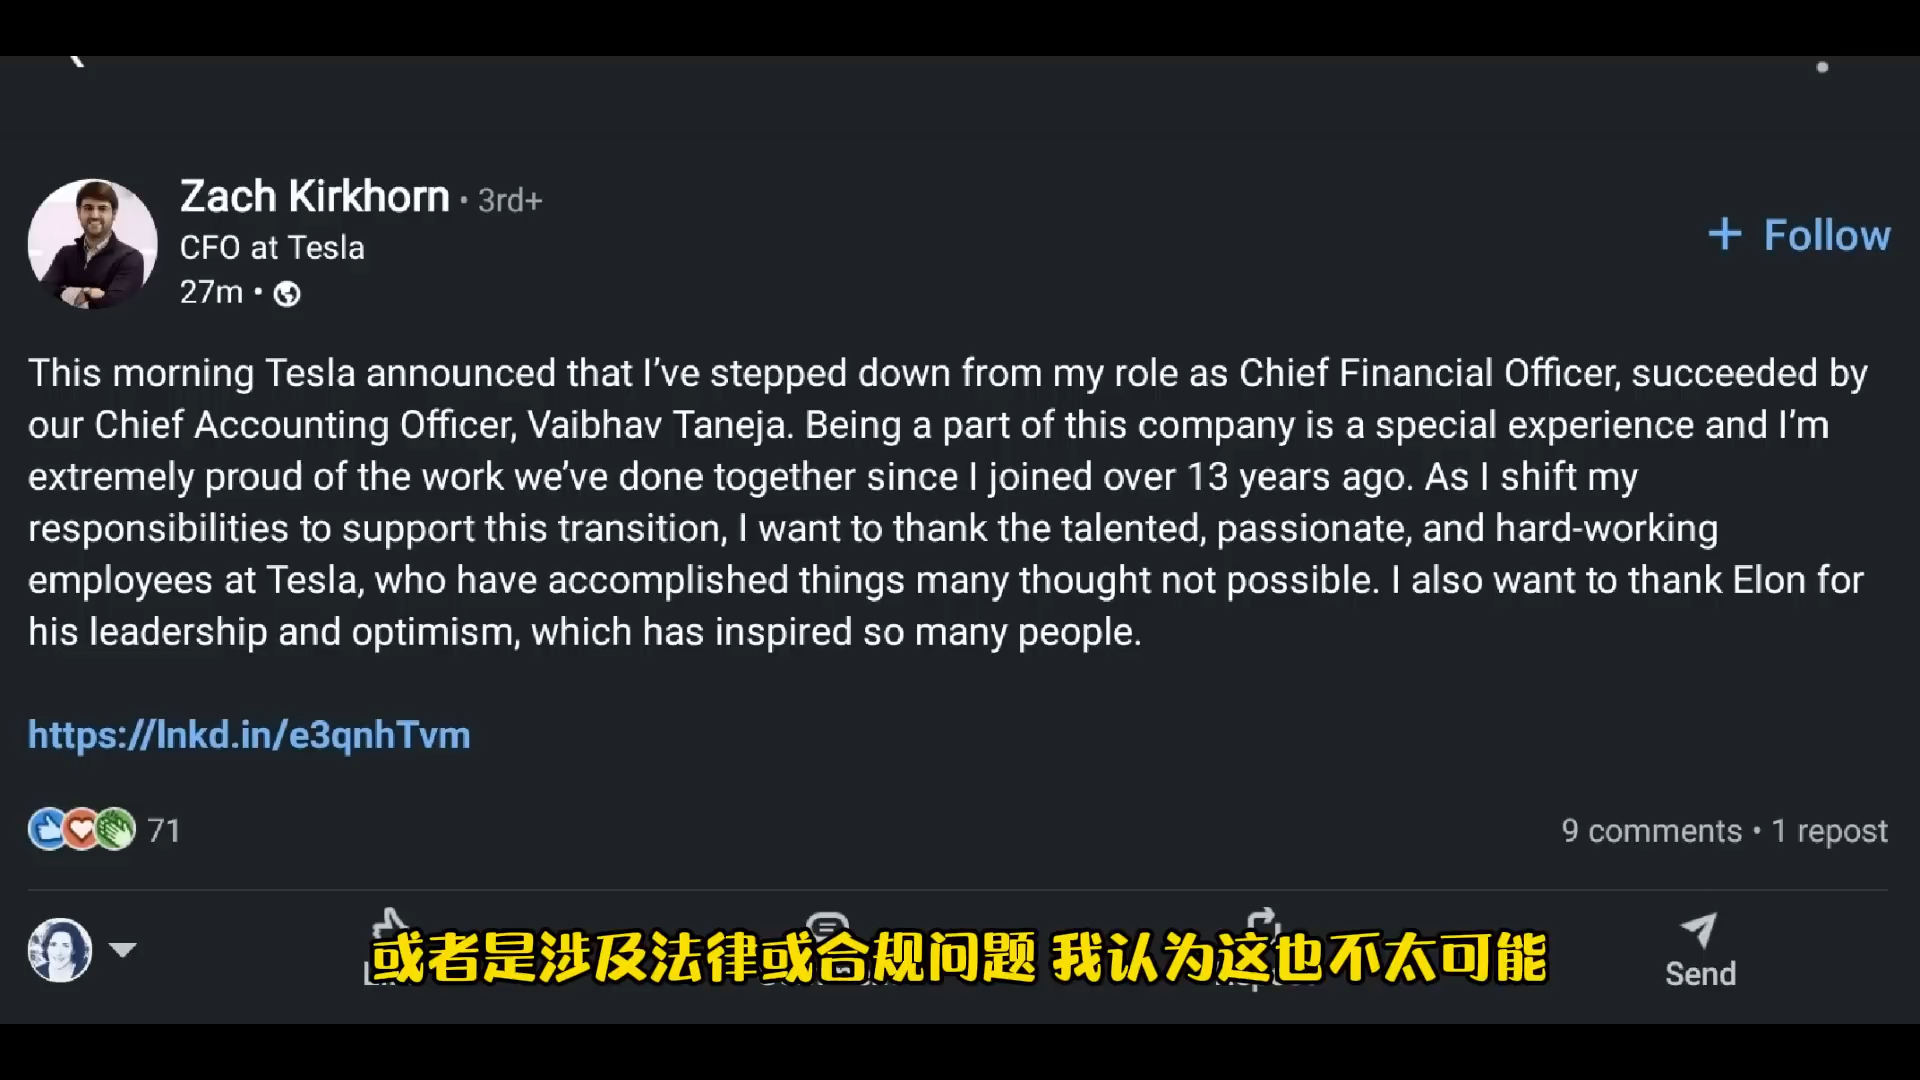 Zach Kirkhorn • 3rd+
CFO at Tesla
+ Follow
27m •
This morning Tesla announced that I’ve stepped down from my role as Chief Financial Officer, succeeded by
our Chief Accounting Officer, Vaibhav Taneja. Being a part of this company is a special experience and I’m
extremely proud of the work we’ve done together since I joined over 13 years ago. As I shift my
responsibilities to support this transition, I want to thank the talented, passionate, and hard-working
employees at Tesla, who have accomplished things many thought not possible. I also want to thank Elon for
his leadership and optimism, which has inspired so many people.
https://lnkd.in/e3qnhTvm
71
9 comments • 1 repost
或者是涉及法律或合规问题 我认为这也不太可能
Send